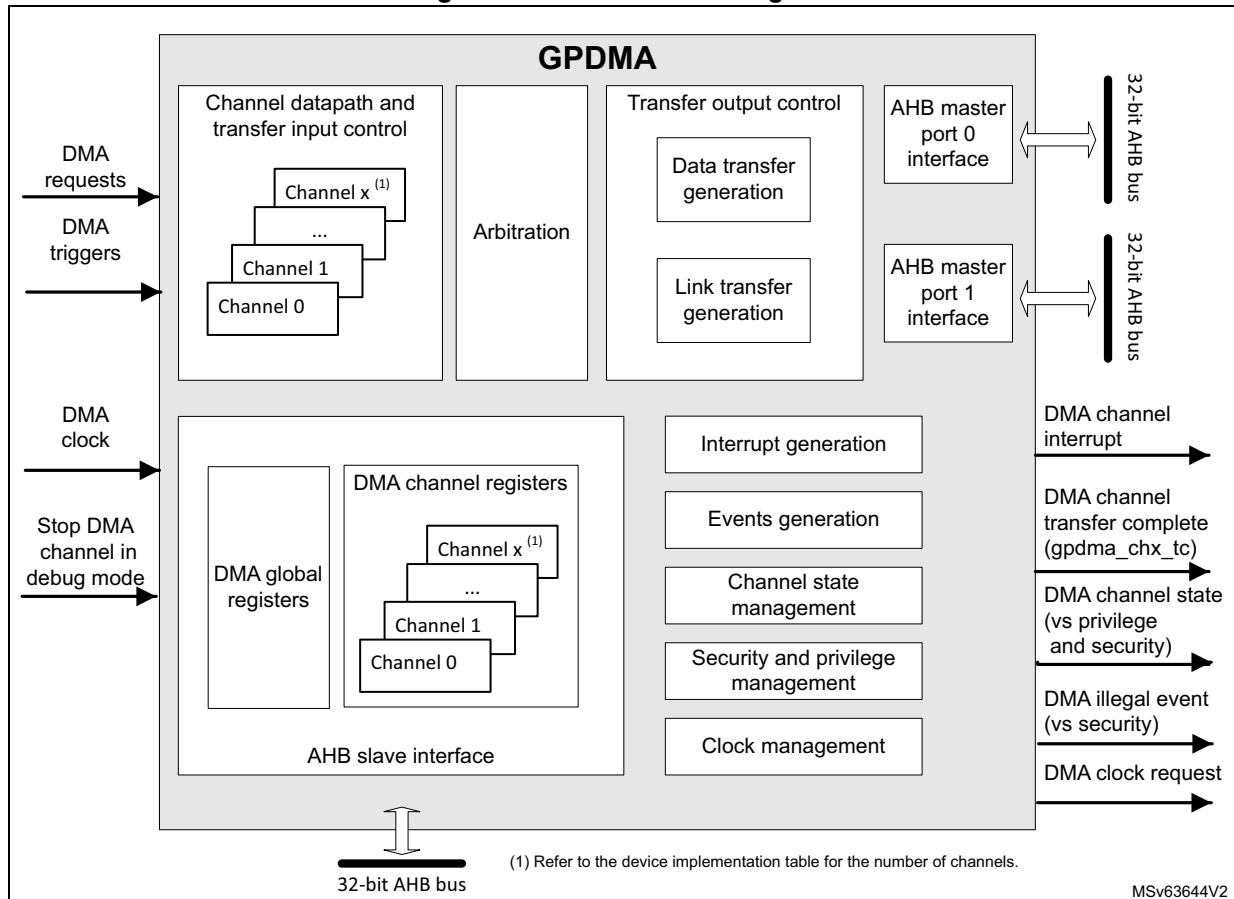 GPDMA
Channel datapath and
transfer input control
Channel x (1)
...
Channel 1
Channel 0
Arbitration
Transfer output control
Data transfer
generation
Link transfer
generation
AHB master
port 0
interface
AHB master
port 1
interface
32-bit AHB bus
32-bit AHB bus
DMA
requests
DMA
triggers
DMA
clock
Stop DMA
channel in
debug mode
DMA global
registers
DMA channel registers
Channel x (1)
...
Channel 1
Channel 0
AHB slave interface
Interrupt generation
Events generation
Channel state
management
Security and privilege
management
Clock management
DMA channel
interrupt
DMA channel
transfer complete
(gpdma_chx_tc)
DMA channel state
(vs privilege
and security)
DMA illegal event
(vs security)
DMA clock request
32-bit AHB bus
(1) Refer to the device implementation table for the number of channels.
MSv63644V2